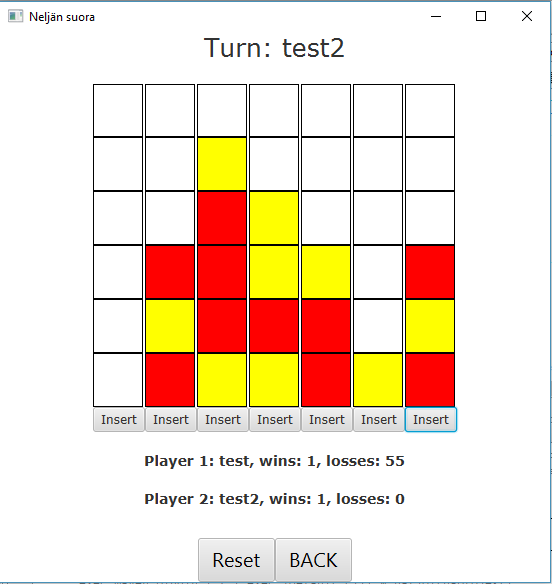 Neljän suora
Turn: test2
Insert Insert Insert Insert Insert Insert Insert
Player 1: test, wins: 1, losses: 55
Player 2: test2, wins: 1, losses: 0
Reset BACK